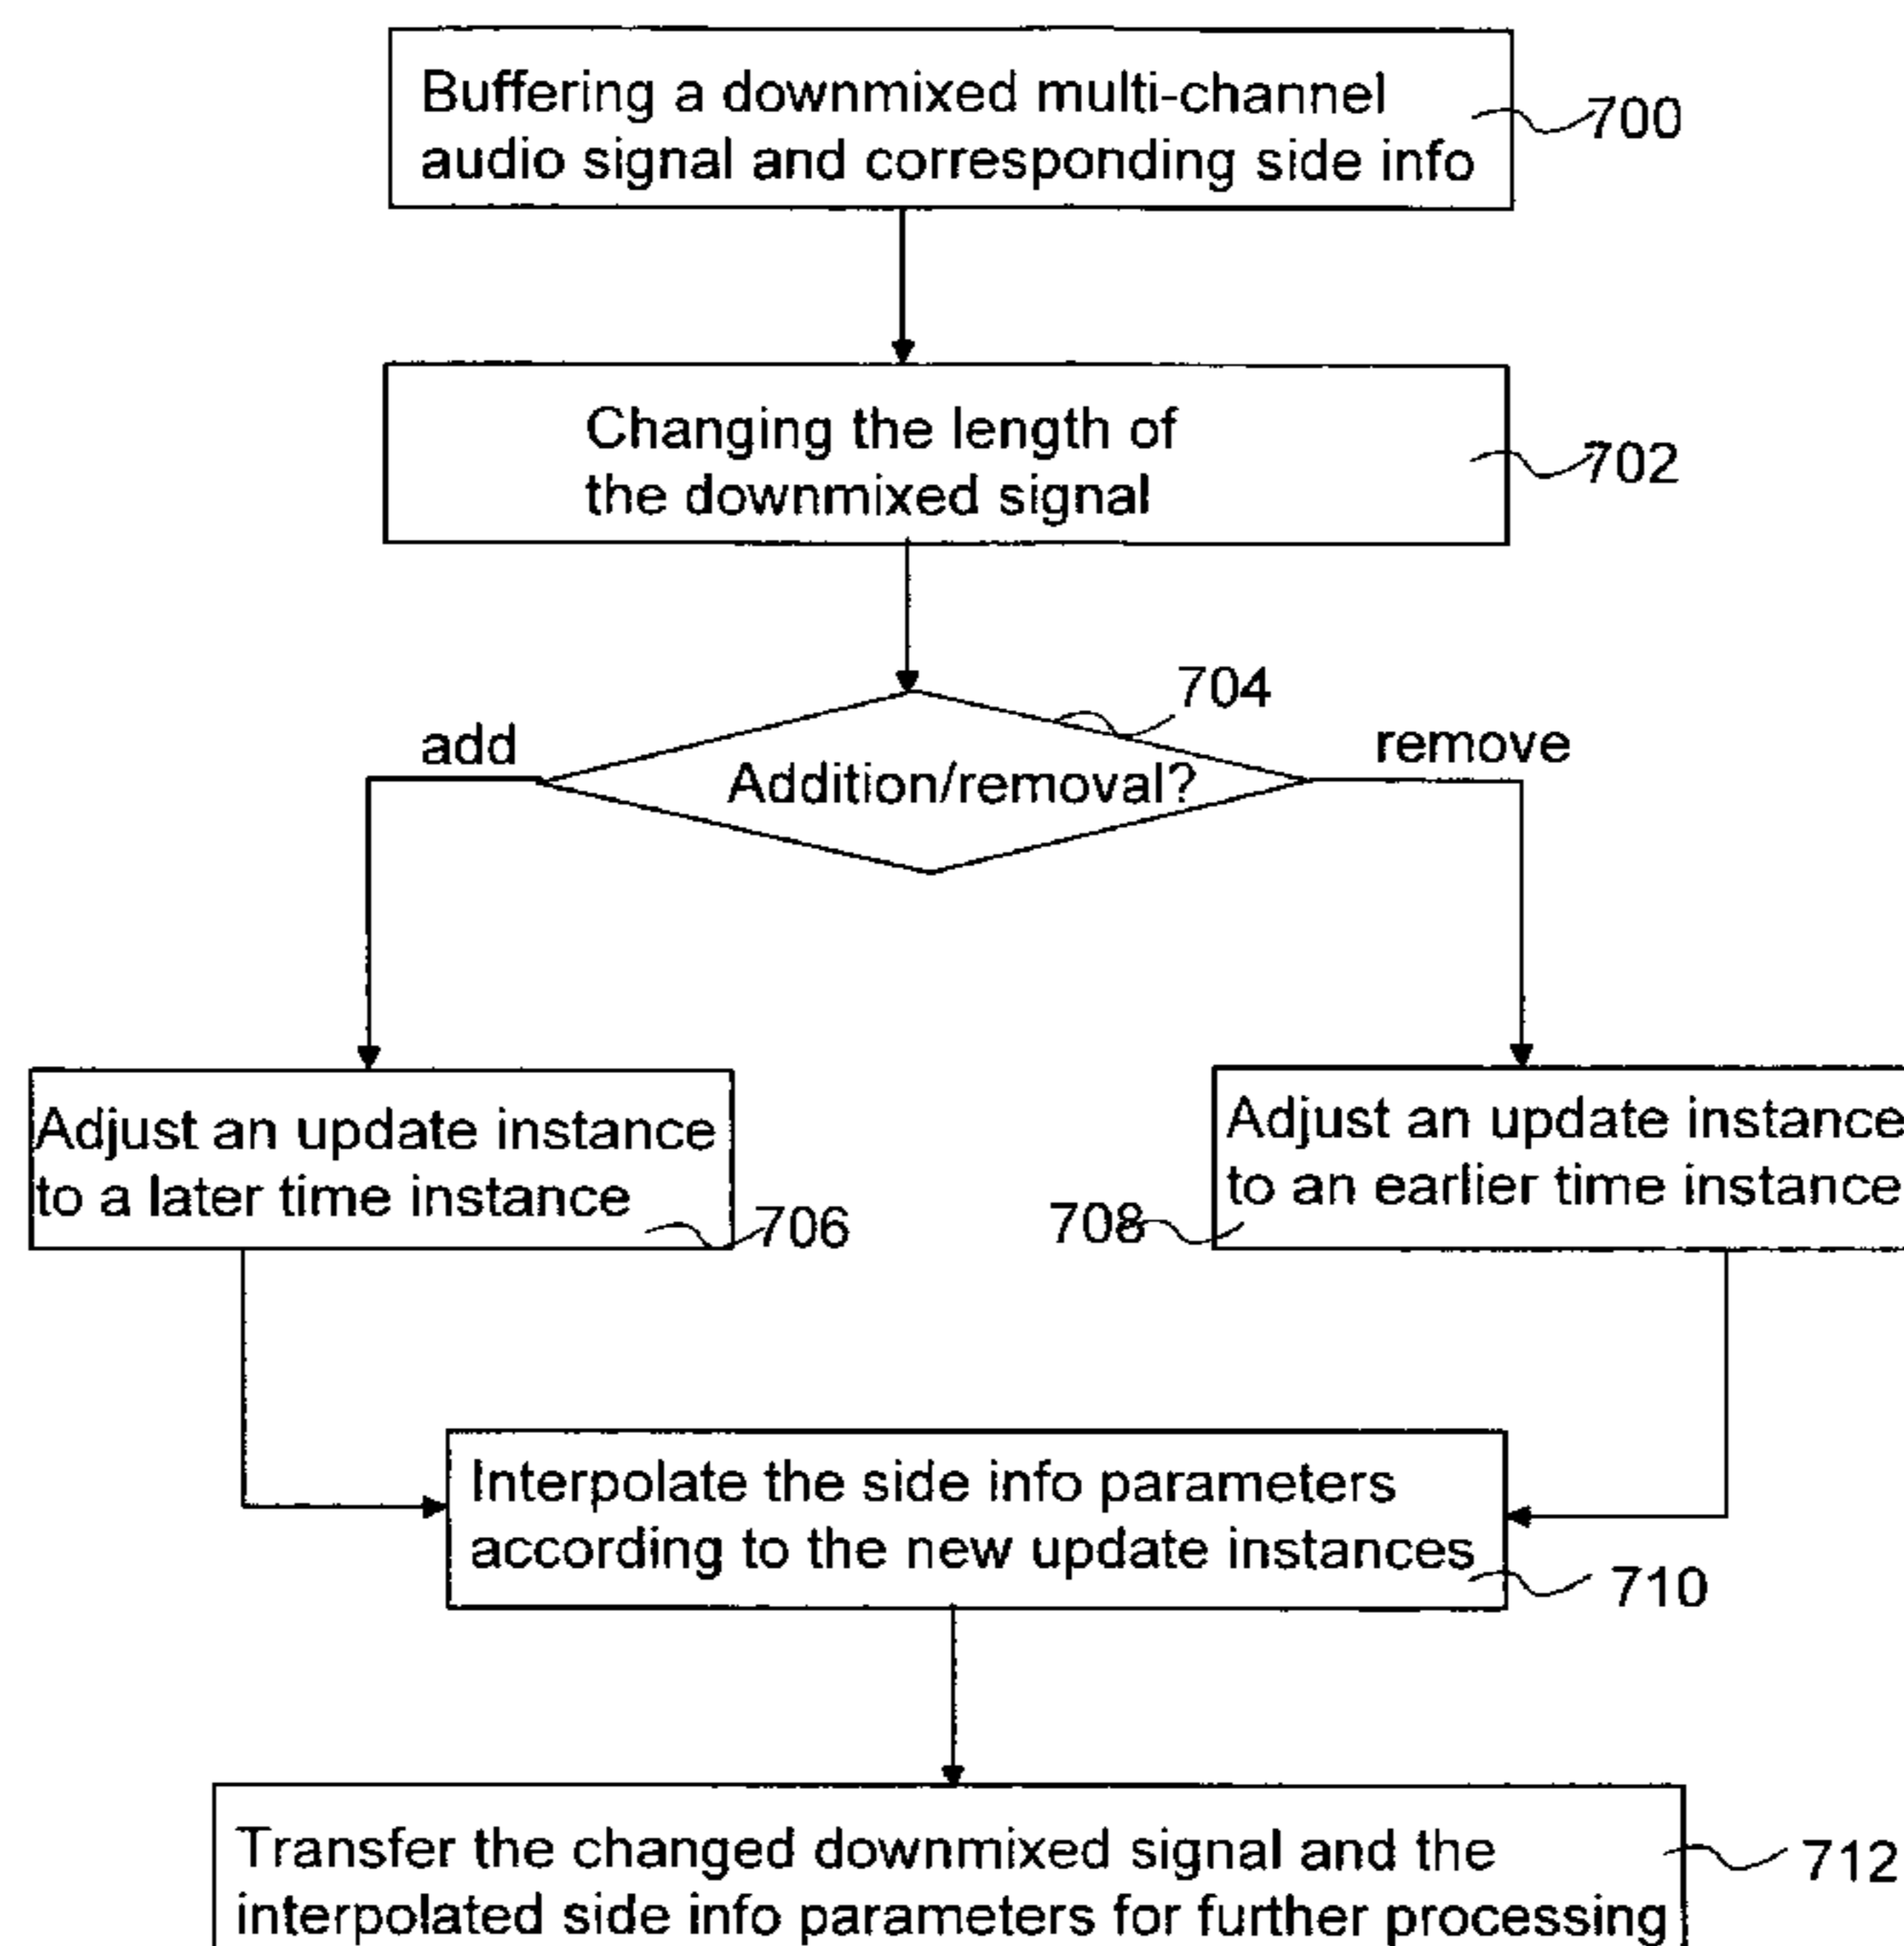 Buffering a downmixed multi-channel
audio signal and corresponding side info
700
Changing the length of
the downmixed signal
702
704
add
remove
Addition/removal?
Adjust an update instance
to a later time instance
706
Adjust an update instance
to an earlier time instance
708
Interpolate the side info parameters
according to the new update instances
710
Transfer the changed downmixed signal and the
interpolated side info parameters for further processing
712